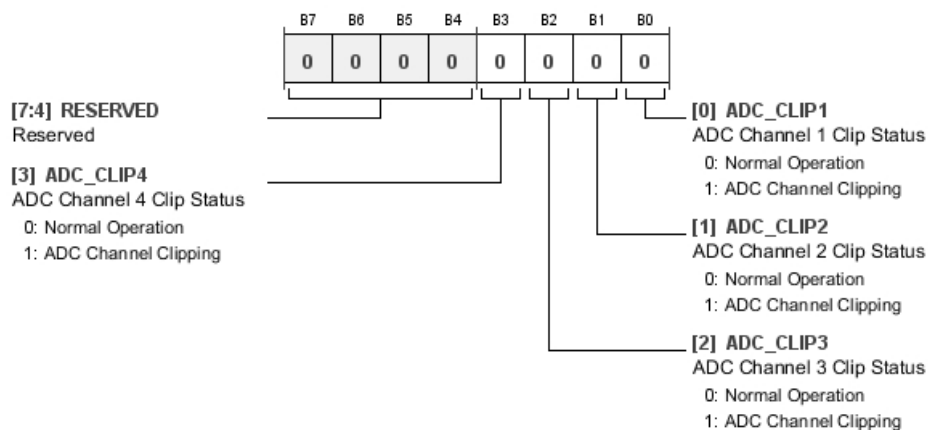 B7 B6 B5 B4 B3 B2 B1 B0
0 0 0 0 0 0 0 0
[7:4] RESERVED
Reserved
[3] ADC_CLIP4
ADC Channel 4 Clip Status
0: Normal Operation
1: ADC Channel Clipping
[0] ADC_CLIP1
ADC Channel 1 Clip Status
0: Normal Operation
1: ADC Channel Clipping
[1] ADC_CLIP2
ADC Channel 2 Clip Status
0: Normal Operation
1: ADC Channel Clipping
[2] ADC_CLIP3
ADC Channel 3 Clip Status
0: Normal Operation
1: ADC Channel Clipping